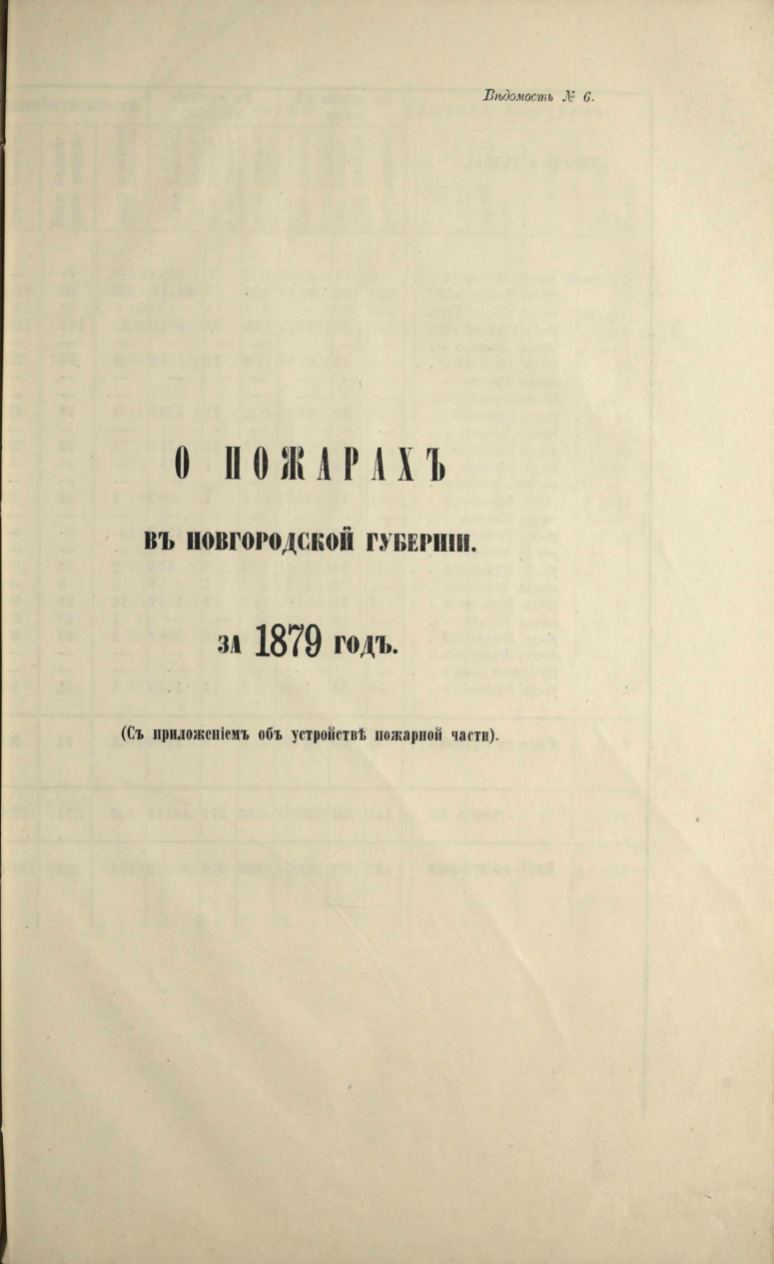 Вѣдомость № 6.
О ПОЖАРАХЪ
ВЪ НОВГОРОДСКОЙ ГУБЕРНІИ.
ЗА 1879 ГОДЪ.
(Съ приложеніемъ объ устройствѣ пожарной части).